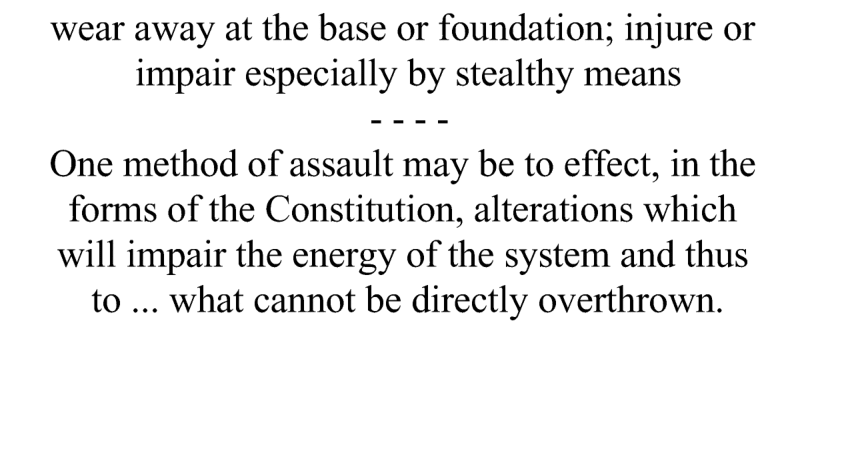 wear away at the base or foundation; injure or
impair especially by stealthy means
- - - -
One method of assault may be to effect, in the
forms of the Constitution, alterations which
will impair the energy of the system and thus
to ... what cannot be directly overthrown.